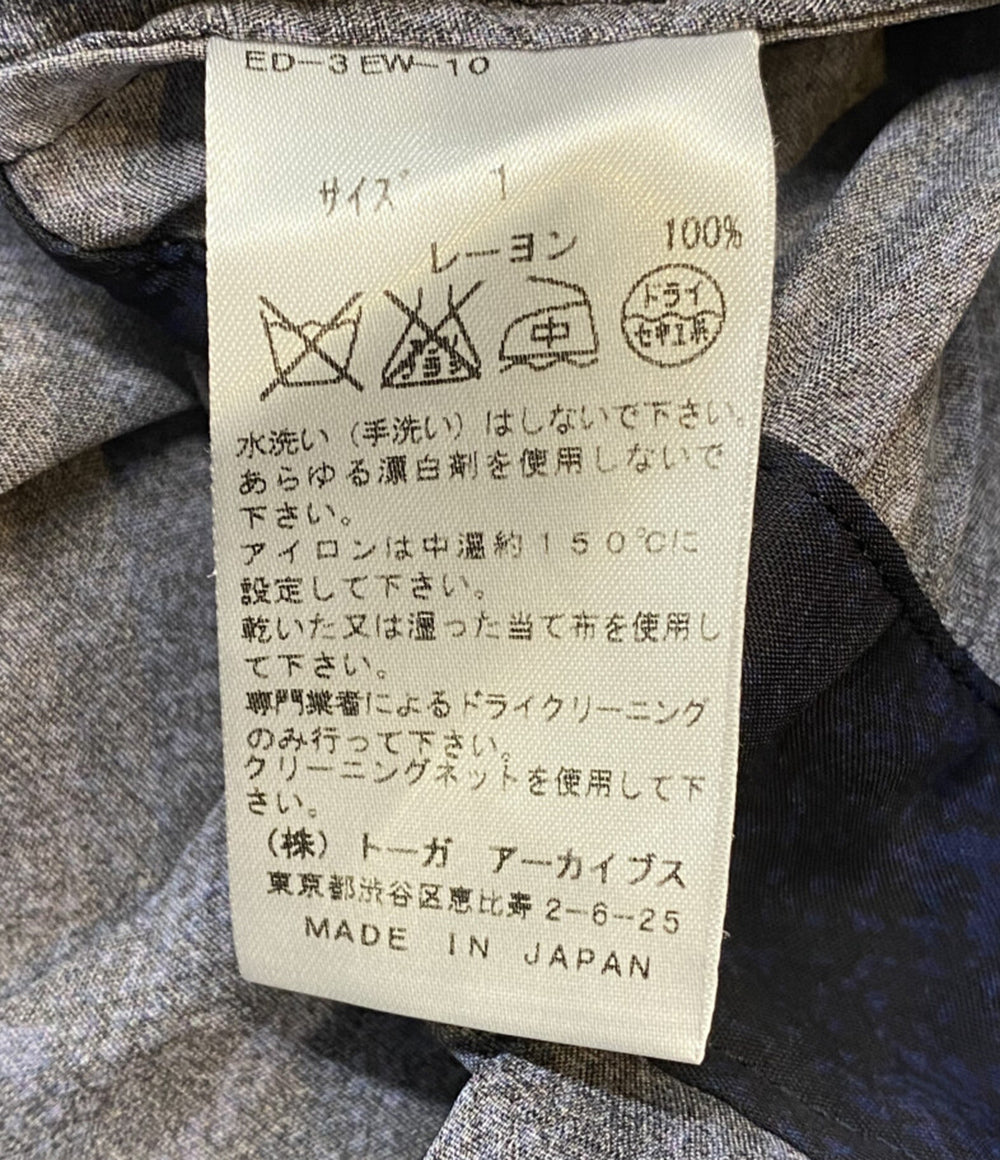 ED-3EW-10
サイズ 1
レーヨン 100%
エンソ サラシ 中 ドライ セキユ系
水洗い（手洗い）はしないで下さい。
あらゆる漂白剤を使用しないで
下さい。
アイロンは中温約150℃に
設定して下さい。
乾いた又は湿った当て布を使用し
て下さい。
専門業者によるドライクリーニング
のみ行って下さい。
クリーニングネットを使用して下
さい。
（株）トーガ アーカイブス
東京都渋谷区恵比寿2-6-25
MADE IN JAPAN